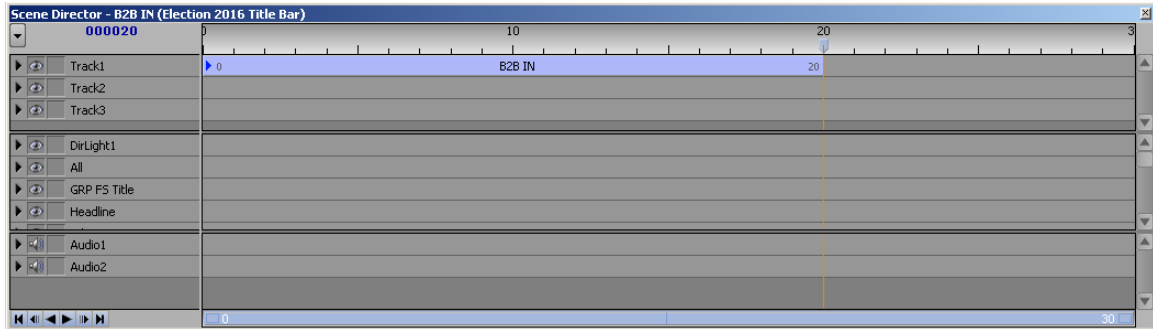 Scene Director - B2B IN (Election 2016 Title Bar)
000020
0 10 20 3
Track1 0 B2B IN 20
Track2
Track3
DirLight1
All
GRP FS Title
Headline
Audio1
Audio2
0 30